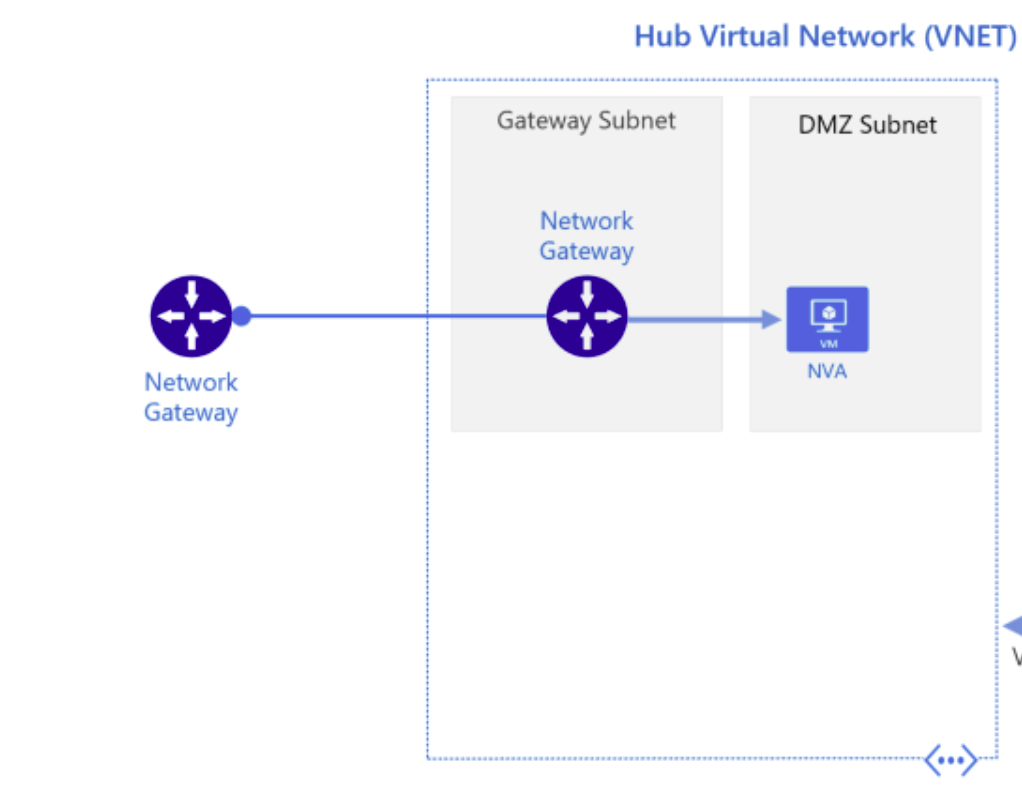 Hub Virtual Network (VNET)
Gateway Subnet
DMZ Subnet
Network
Gateway
VM
NVA
Network
Gateway
V